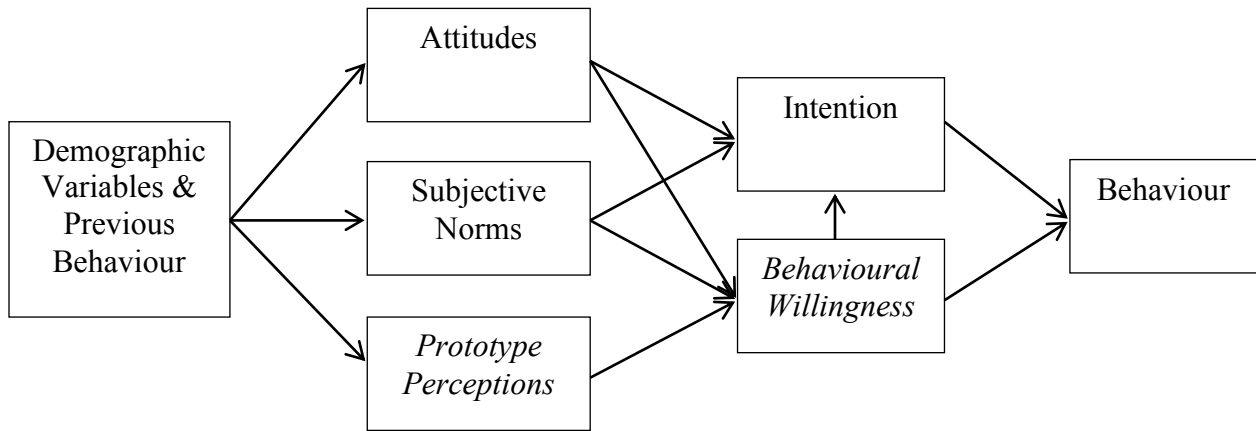 Demographic
Variables &
Previous
Behaviour
Attitudes
Subjective
Norms
Prototype
Perceptions
Intention
Behavioural
Willingness
Behaviour